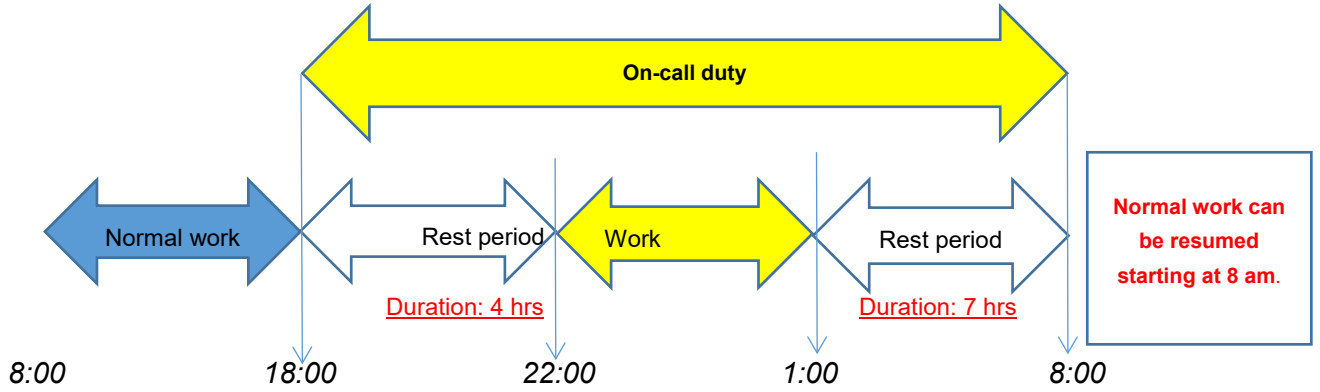 On-call duty
Normal work
Rest period
Work
Rest period
Normal work can
be resumed
starting at 8 am.
Duration: 4 hrs
Duration: 7 hrs
8:00
18:00
22:00
1:00
8:00